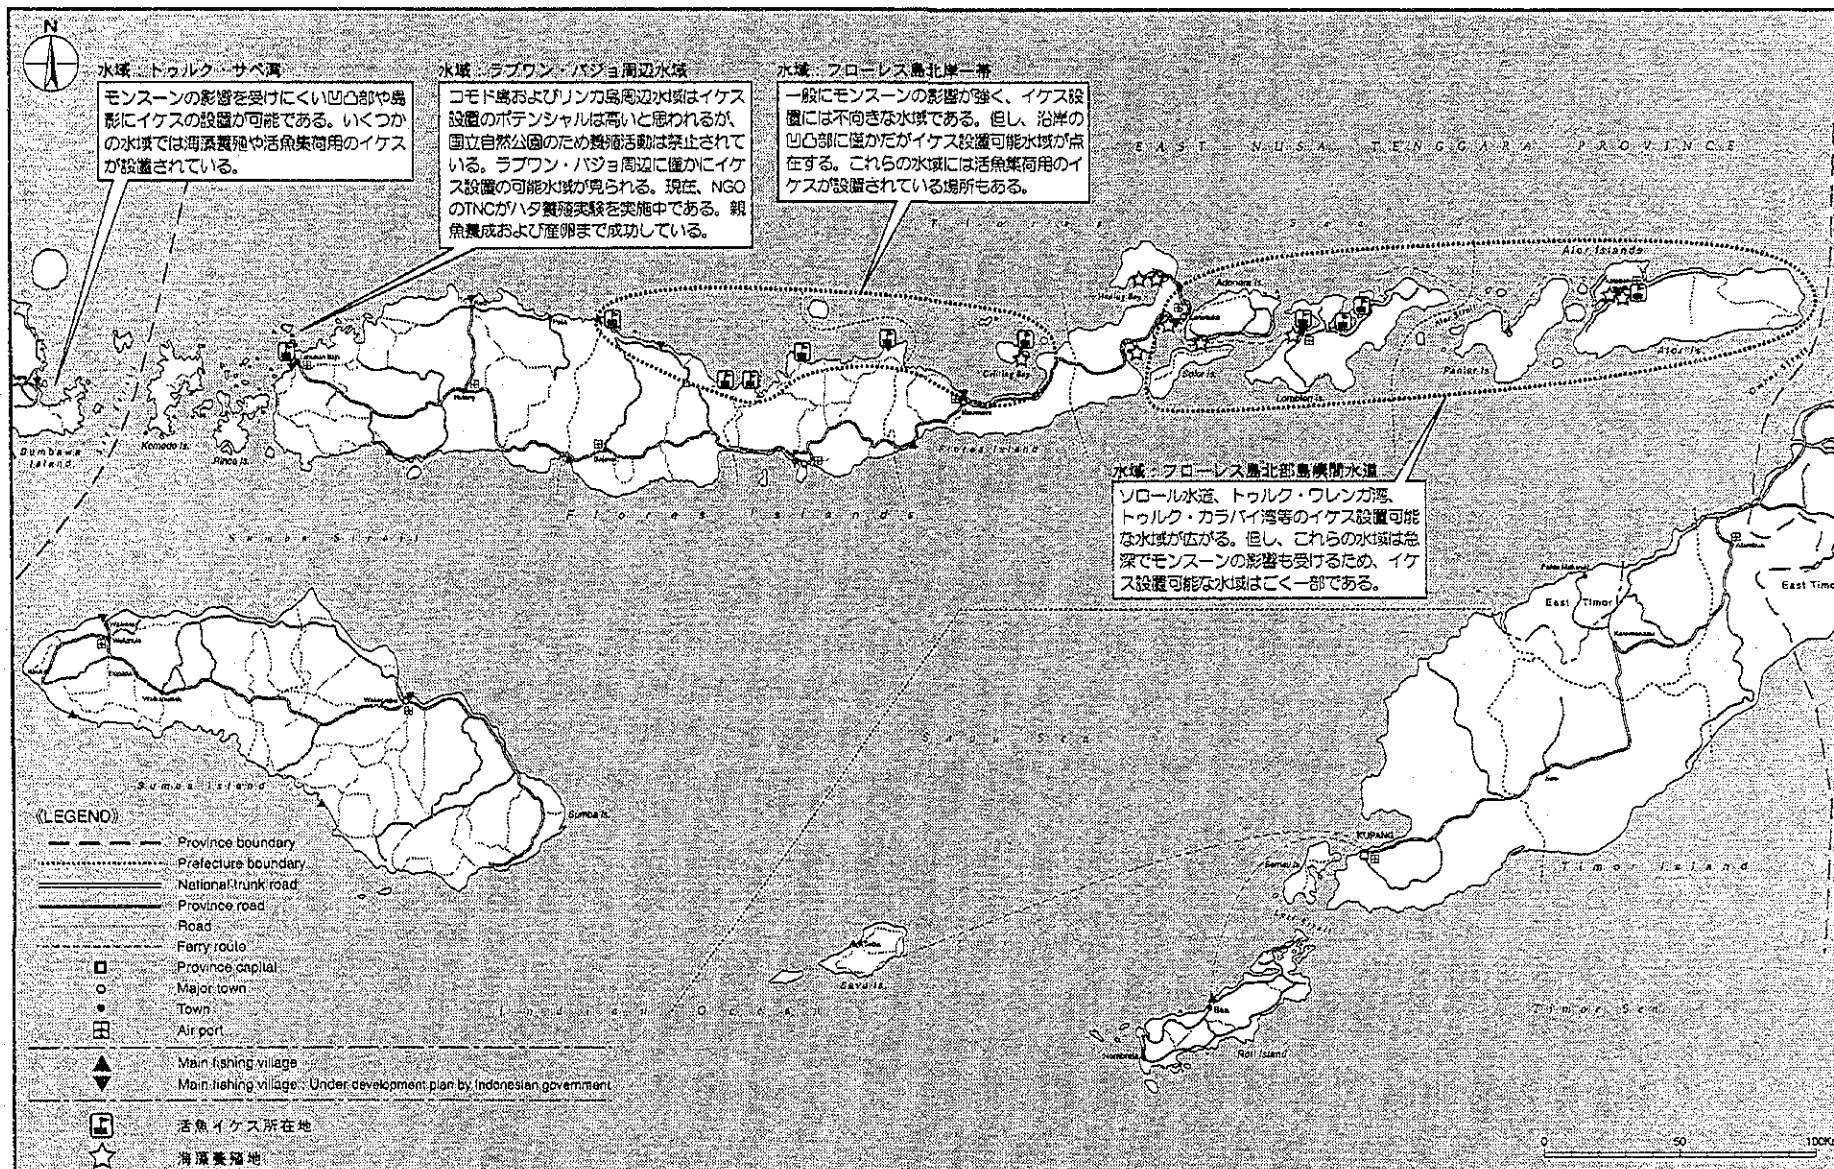 N
水域：トゥルク・サペ湾
モンスーンの影響を受けにくい凹凸部や島
影にイケスの設置が可能である。いくつか
の水域では海藻養殖や活魚集荷用のイケス
が設置されている。
水域：ラブワン・バジョ周辺水域
コモド島およびリンカ島周辺水域はイケス
設置のポテンシャルは高いと思われるが、
国立自然公園のため養殖活動は禁止されて
いる。ラブワン・バジョ周辺に僅かにイケ
ス設置の可能水域が見られる。現在、NGO
のTNCがハタ養殖実験を実施中である。親
魚養成および産卵まで成功している。
水域：フローレス島北岸一帯
一般にモンスーンの影響が強く、イケス設
置には不向きな水域である。但し、沿岸の
凹凸部に僅かだがイケス設置可能水域が点
在する。これらの水域には活魚集荷用のイ
ケスが設置されている場所もある。
EAST NUSA TENGGARA PROVINCE
Flores Sea
Alor Islands
Adonara Is.
Hading Bay
Solor Is.
Lomblen Is.
Pantar Is.
Alor Is.
Labuhan Bajo
Komodo Is.
Rinca Is.
Sumbawa
Island
Maumere
Flores Island
Flores Islands
水域：フローレス島北部島嶼間水道
ソロール水道、トゥルク・ワレンガ湾、
トゥルク・カラバイ湾等のイケス設置可能
な水域が広がる。但し、これらの水域は急
深でモンスーンの影響も受けるため、イケ
ス設置可能な水域はごく一部である。
Atambua
East Timor
East Timo
Kefamenanu
Sumba Island
Sumba Is.
KUPANG
Semau Is.
Timor Island
Savu Is.
Indian Ocean
Baa
Roti Island
Timor Sea
《LEGEND》
Province boundary
Prefecture boundary
National trunk road
Province road
Road
Ferry route
Province capital
Major town
Town
Air port
Main fishing village
Main fishing village : Under development plan by Indonesian government
活魚イケス所在地
海藻養殖地
0 50 100K